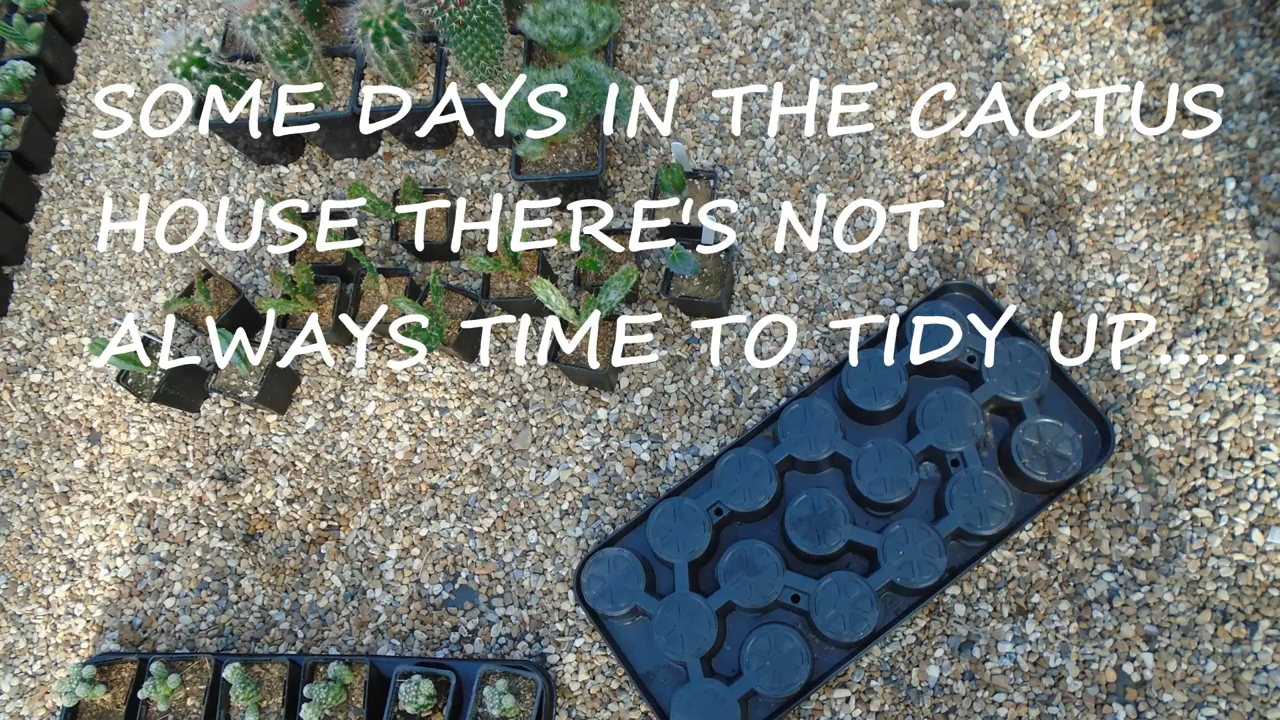 SOME DAYS IN THE CACTUS
HOUSE THERE'S NOT
ALWAYS TIME TO TIDY UP.....